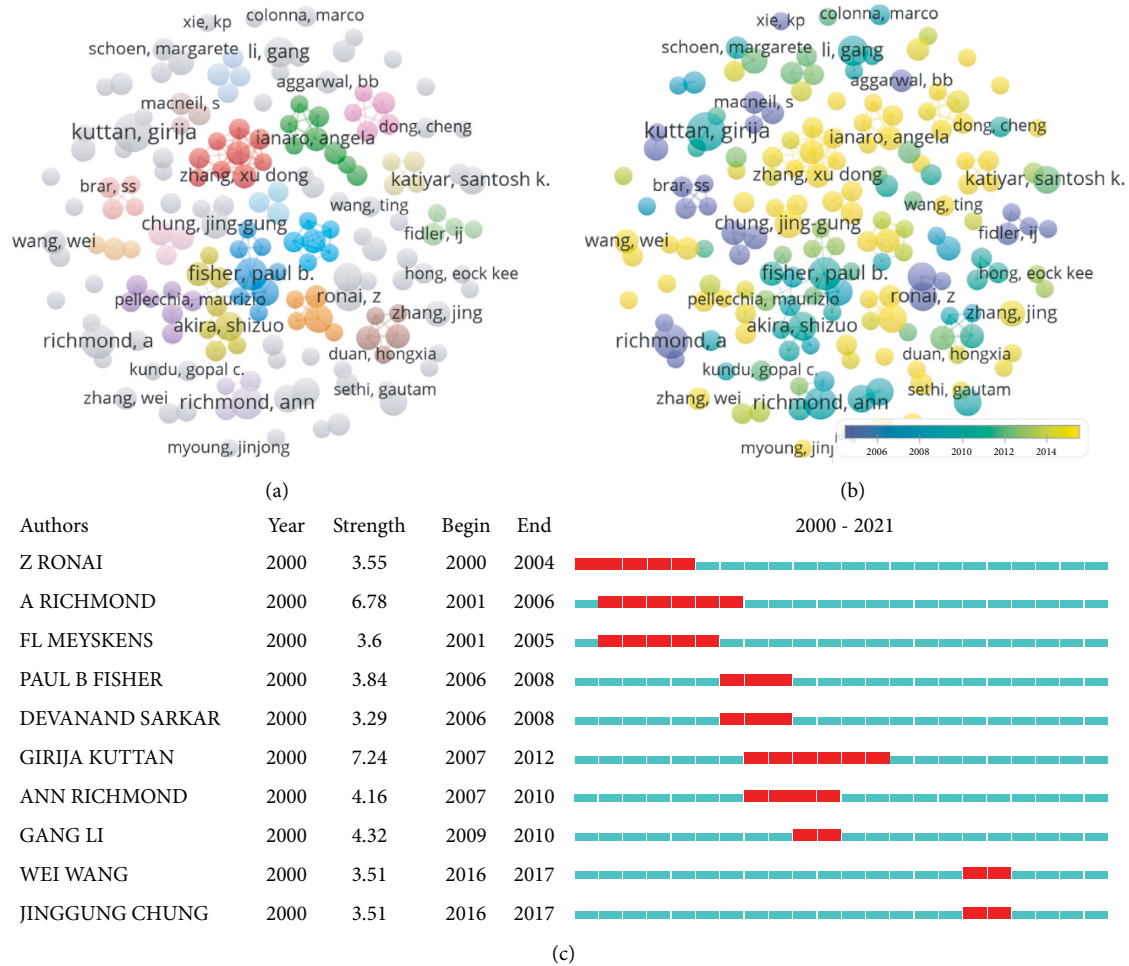 xie, kp
colonna, marco
schoen, margarete
li, gang
aggarwal, bb
macneil, s
kuttan, girija
ianaro, angela
dong, cheng
zhang, xu dong
katiyar, santosh k.
brar, ss
wang, ting
chung, jing-gung
fidler, ij
wang, wei
fisher, paul b.
hong, eock kee
pellecchia, maurizio
ronai, z
akira, shizuo
zhang, jing
richmond, a
duan, hongxia
kundu, gopal c.
sethi, gautam
zhang, wei
richmond, ann
myoung, jinjong
(a)
xie, kp
colonna, marco
schoen, margarete
li, gang
aggarwal, bb
macneil, s
kuttan, girija
ianaro, angela
dong, cheng
zhang, xu dong
katiyar, santosh k.
brar, ss
wang, ting
chung, jing-gung
fidler, ij
wang, wei
fisher, paul b.
hong, eock kee
pellecchia, maurizio
ronai, z
akira, shizuo
zhang, jing
richmond, a
duan, hongxia
kundu, gopal c.
sethi, gautam
zhang, wei
richmond, ann
myoung, jinj
2006 2008 2010 2012 2014
(b)
Authors Year Strength Begin End 2000 - 2021
Z RONAI 2000 3.55 2000 2004
A RICHMOND 2000 6.78 2001 2006
FL MEYSKENS 2000 3.6 2001 2005
PAUL B FISHER 2000 3.84 2006 2008
DEVANAND SARKAR 2000 3.29 2006 2008
GIRIJA KUTTAN 2000 7.24 2007 2012
ANN RICHMOND 2000 4.16 2007 2010
GANG LI 2000 4.32 2009 2010
WEI WANG 2000 3.51 2016 2017
JINGGUNG CHUNG 2000 3.51 2016 2017
(c)